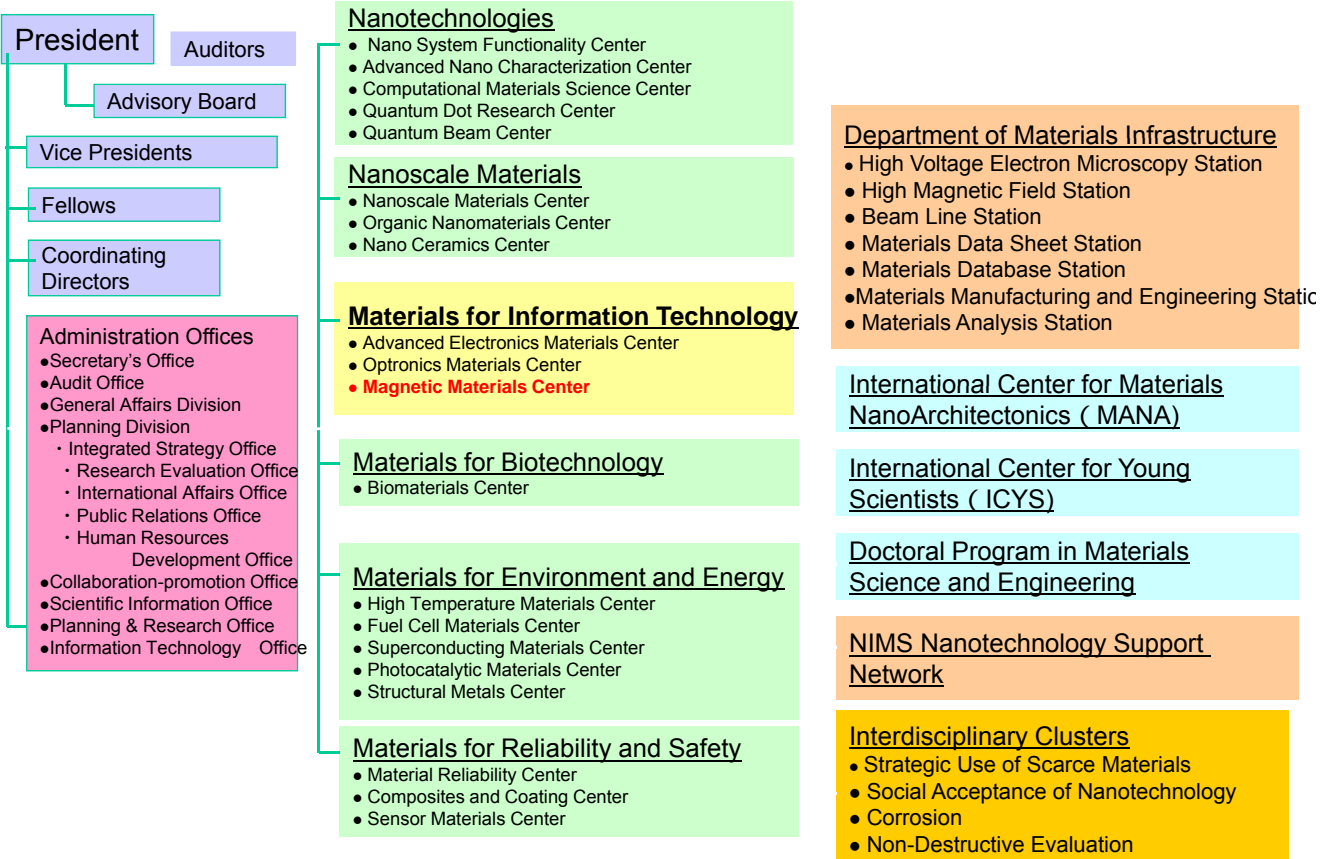 President
Auditors
Advisory Board
Vice Presidents
Fellows
Coordinating
Directors
Administration Offices
●Secretary's Office
●Audit Office
●General Affairs Division
●Planning Division
・Integrated Strategy Office
・Research Evaluation Office
・International Affairs Office
・Public Relations Office
・Human Resources
Development Office
●Collaboration-promotion Office
●Scientific Information Office
●Planning & Research Office
●Information Technology Office
Nanotechnologies
● Nano System Functionality Center
● Advanced Nano Characterization Center
● Computational Materials Science Center
● Quantum Dot Research Center
● Quantum Beam Center
Nanoscale Materials
● Nanoscale Materials Center
● Organic Nanomaterials Center
● Nano Ceramics Center
Materials for Information Technology
● Advanced Electronics Materials Center
● Optronics Materials Center
● Magnetic Materials Center
Materials for Biotechnology
● Biomaterials Center
Materials for Environment and Energy
● High Temperature Materials Center
● Fuel Cell Materials Center
● Superconducting Materials Center
● Photocatalytic Materials Center
● Structural Metals Center
Materials for Reliability and Safety
● Material Reliability Center
● Composites and Coating Center
● Sensor Materials Center
Department of Materials Infrastructure
● High Voltage Electron Microscopy Station
● High Magnetic Field Station
● Beam Line Station
● Materials Data Sheet Station
● Materials Database Station
●Materials Manufacturing and Engineering Static
● Materials Analysis Station
International Center for Materials
NanoArchitectonics ( MANA)
International Center for Young
Scientists ( ICYS)
Doctoral Program in Materials
Science and Engineering
NIMS Nanotechnology Support
Network
Interdisciplinary Clusters
● Strategic Use of Scarce Materials
● Social Acceptance of Nanotechnology
● Corrosion
● Non-Destructive Evaluation